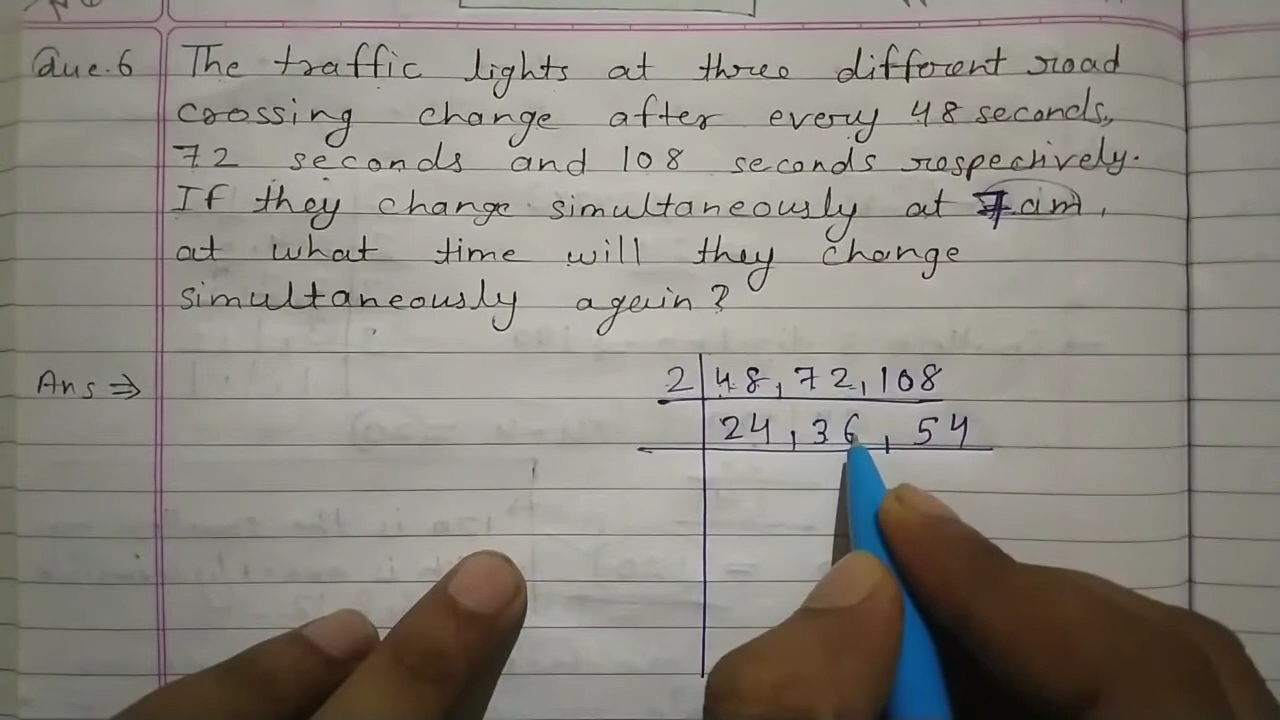 Que.6 The traffic lights at three different road
crossing change after every 48 seconds,
72 seconds and 108 seconds respectively.
If they change simultaneously at 7am,
at what time will they change
simultaneously again?
Ans ⇒ 2 48, 72, 108
24, 36, 54